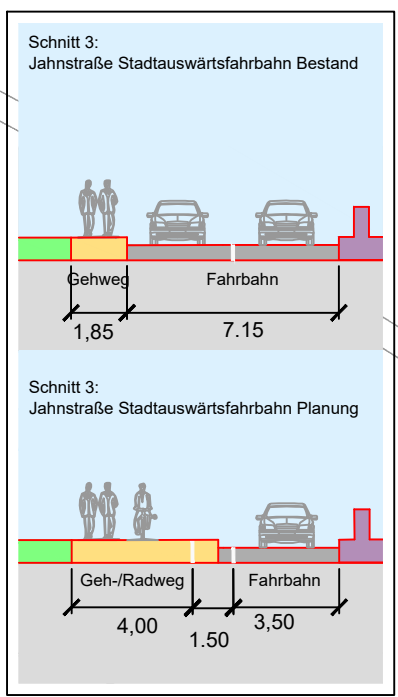 Schnitt 3:
Jahnstraße Stadtauswärtsfahrbahn Bestand
Gehweg Fahrbahn
1,85 7.15
Schnitt 3:
Jahnstraße Stadtauswärtsfahrbahn Planung
Geh-/Radweg Fahrbahn
4,00 1.50 3,50